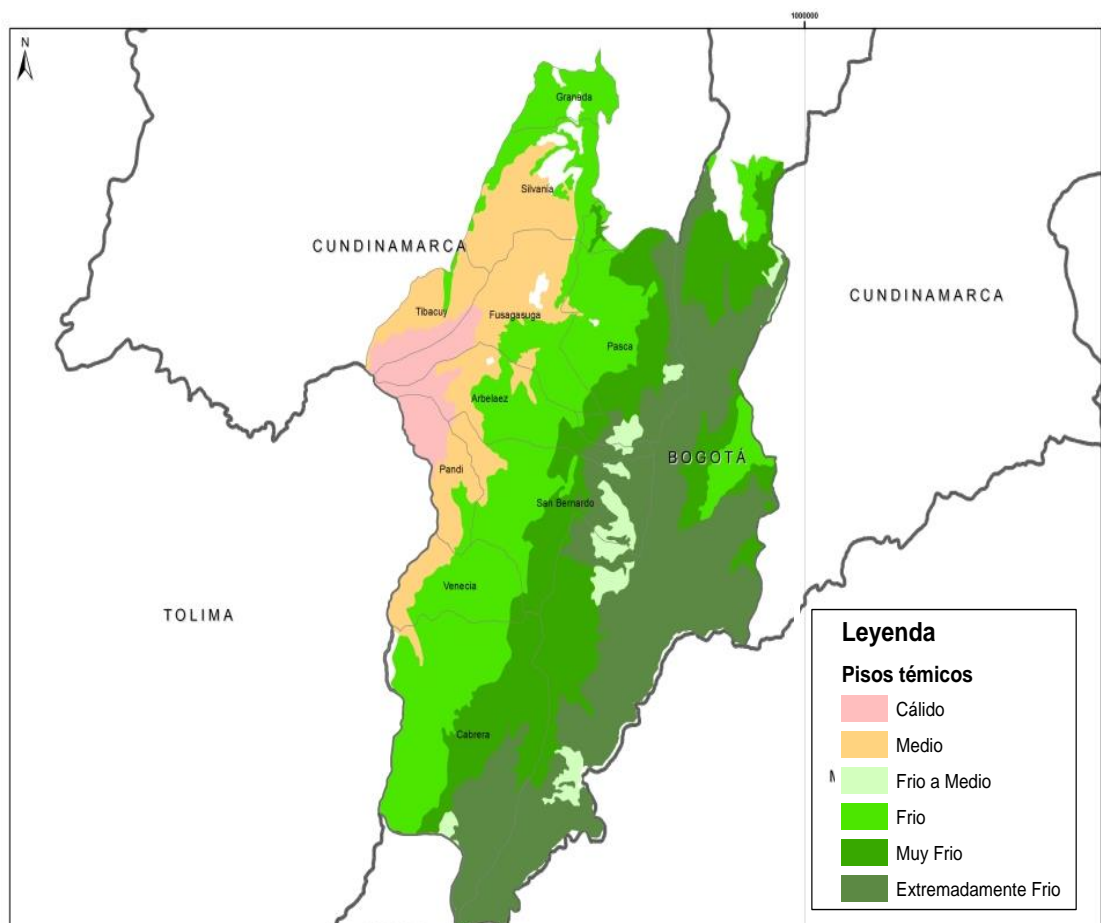 1000000
N
Granada
Silvania
CUNDINAMARCA
CUNDINAMARCA
Tibacuy
Fusagasuga
Pasca
Arbelaez
BOGOTÁ
Pandi
San Bernardo
Venecia
TOLIMA
Cabrera
Leyenda
Pisos témicos
Cálido
Medio
Frio a Medio
Frio
Muy Frio
Extremadamente Frio